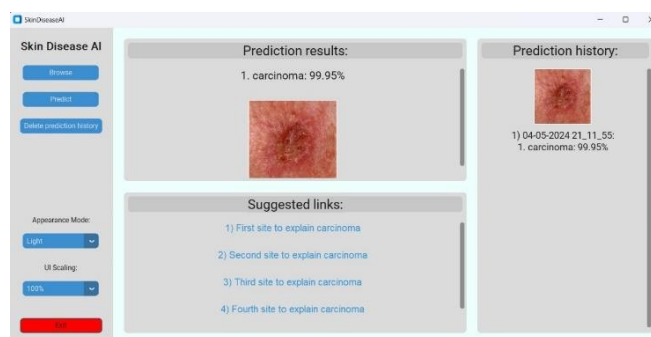 SkinDiseaseAI
Skin Disease AI
Browse
Predict
Delete prediction history
Appearance Mode:
Light
UI Scaling:
100%
Exit
Prediction results:
1. carcinoma: 99.95%
Suggested links:
1) First site to explain carcinoma
2) Second site to explain carcinoma
3) Third site to explain carcinoma
4) Fourth site to explain carcinoma
Prediction history:
1) 04-05-2024 21_11_55:
1. carcinoma: 99.95%